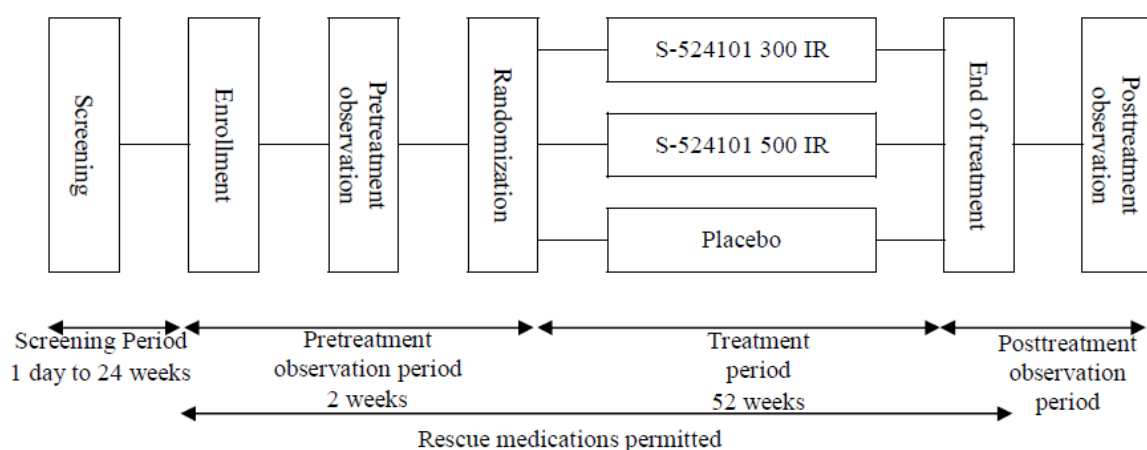 Screening
Enrollment
Pretreatment
observation
Randomization
S-524101 300 IR
S-524101 500 IR
Placebo
End of treatment
Posttreatment
observation
Screening Period
1 day to 24 weeks
Pretreatment
observation period
2 weeks
Treatment
period
52 weeks
Posttreatment
observation
period
Rescue medications permitted